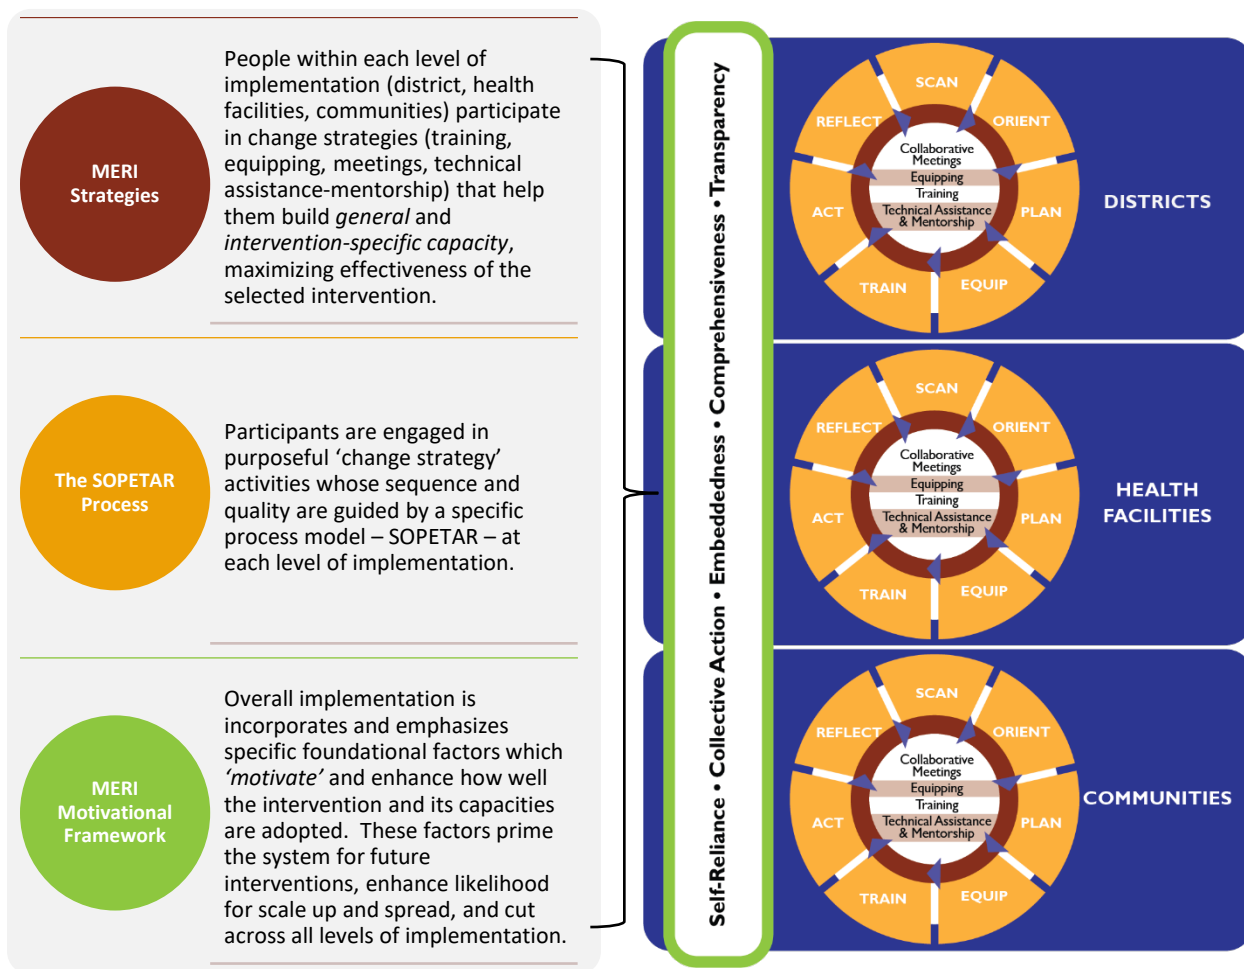 MERI
Strategies
People within each level of
implementation (district, health
facilities, communities) participate
in change strategies (training,
equipping, meetings, technical
assistance-mentorship) that help
them build general and
intervention-specific capacity,
maximizing effectiveness of the
selected intervention.
The SOPETAR
Process
Participants are engaged in
purposeful ‘change strategy’
activities whose sequence and
quality are guided by a specific
process model – SOPETAR – at
each level of implementation.
MERI
Motivational
Framework
Overall implementation is
incorporates and emphasizes
specific foundational factors which
‘motivate’ and enhance how well
the intervention and its capacities
are adopted.  These factors prime
the system for future
interventions, enhance likelihood
for scale up and spread, and cut
across all levels of implementation.
Self-Reliance • Collective Action • Embeddedness • Comprehensiveness • Transparency
SCAN
ORIENT
PLAN
EQUIP
TRAIN
ACT
REFLECT
Collaborative
Meetings
Equipping
Training
Technical Assistance
& Mentorship
DISTRICTS
SCAN
ORIENT
PLAN
EQUIP
TRAIN
ACT
REFLECT
Collaborative
Meetings
Equipping
Training
Technical Assistance
& Mentorship
HEALTH
FACILITIES
SCAN
ORIENT
PLAN
EQUIP
TRAIN
ACT
REFLECT
Collaborative
Meetings
Equipping
Training
Technical Assistance
& Mentorship
COMMUNITIES